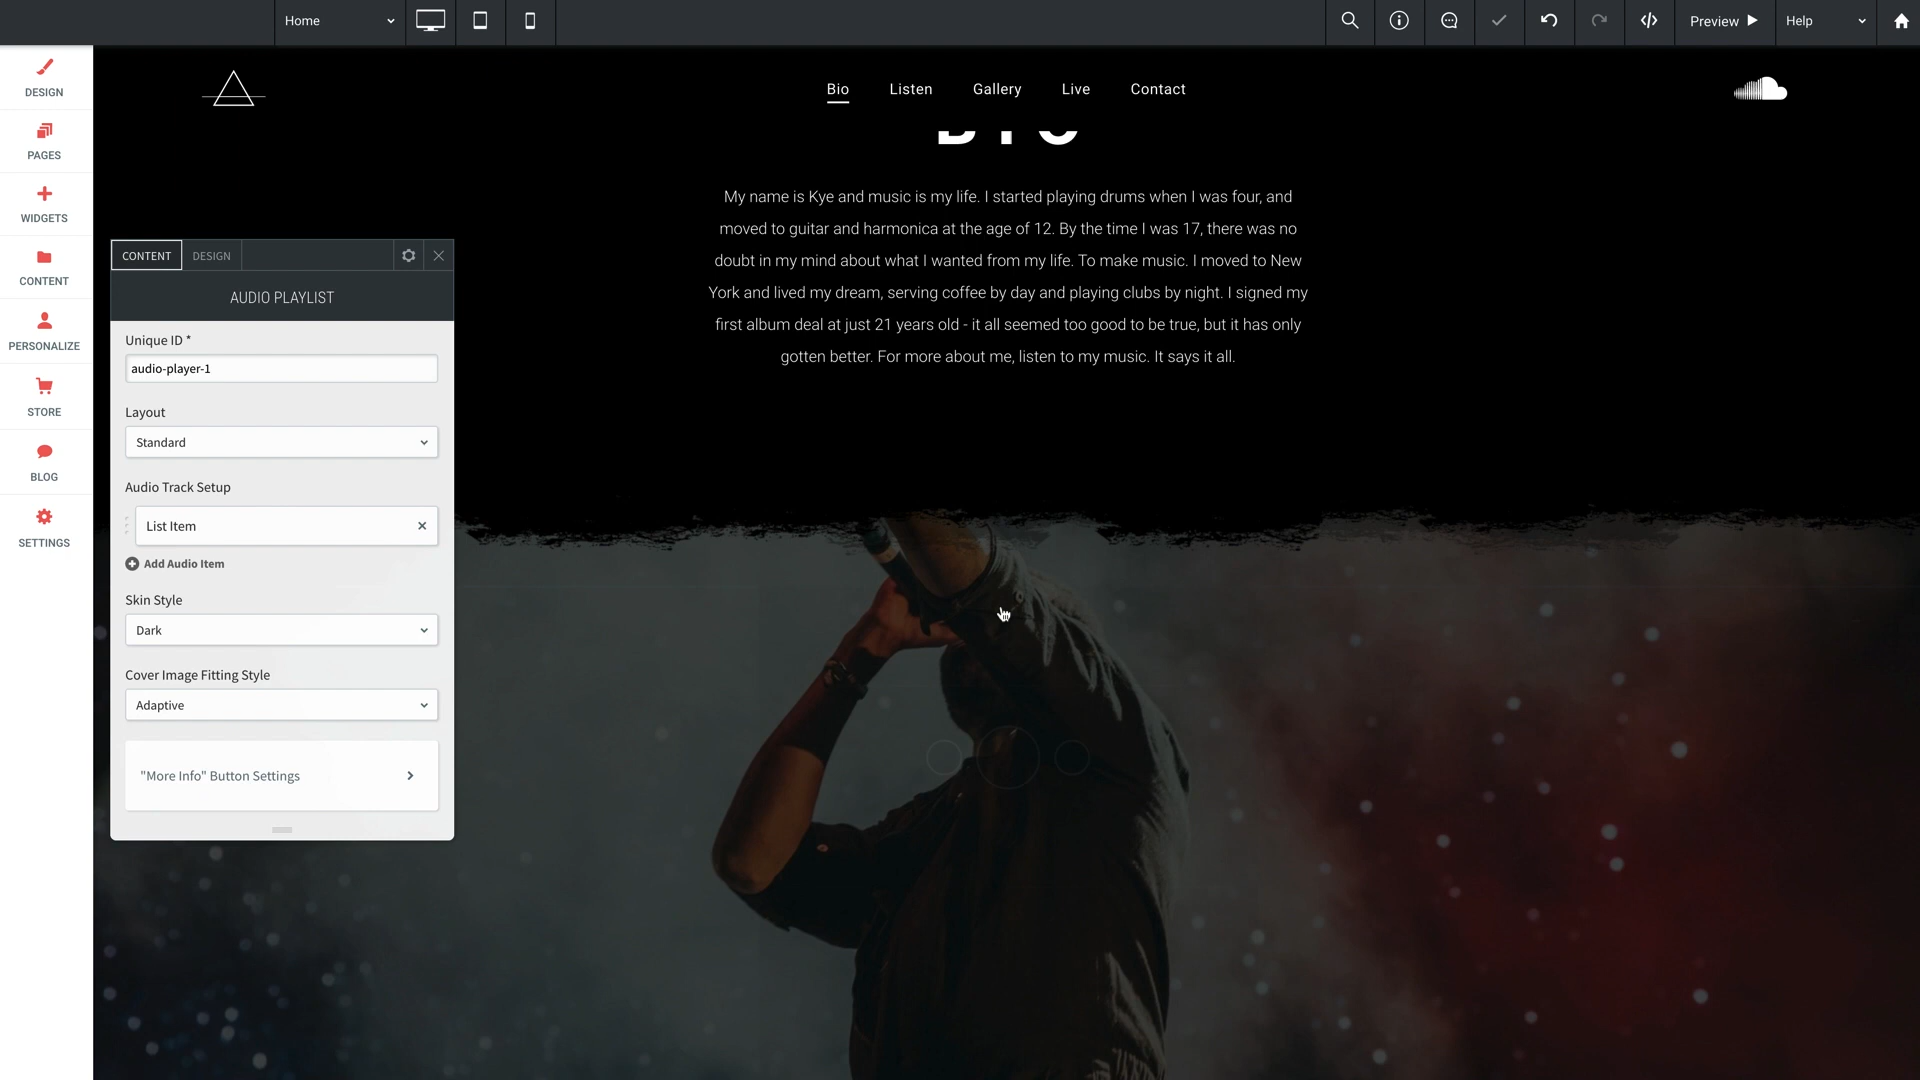 Home
Preview
Help
DESIGN
PAGES
WIDGETS
CONTENT
PERSONALIZE
STORE
BLOG
SETTINGS
Bio Listen Gallery Live Contact
BIO
My name is Kye and music is my life. I started playing drums when I was four, and
moved to guitar and harmonica at the age of 12. By the time I was 17, there was no
doubt in my mind about what I wanted from my life. To make music. I moved to New
York and lived my dream, serving coffee by day and playing clubs by night. I signed my
first album deal at just 21 years old - it all seemed too good to be true, but it has only
gotten better. For more about me, listen to my music. It says it all.
CONTENT DESIGN
AUDIO PLAYLIST
Unique ID *
audio-player-1
Layout
Standard
Audio Track Setup
List Item
Add Audio Item
Skin Style
Dark
Cover Image Fitting Style
Adaptive
"More Info" Button Settings